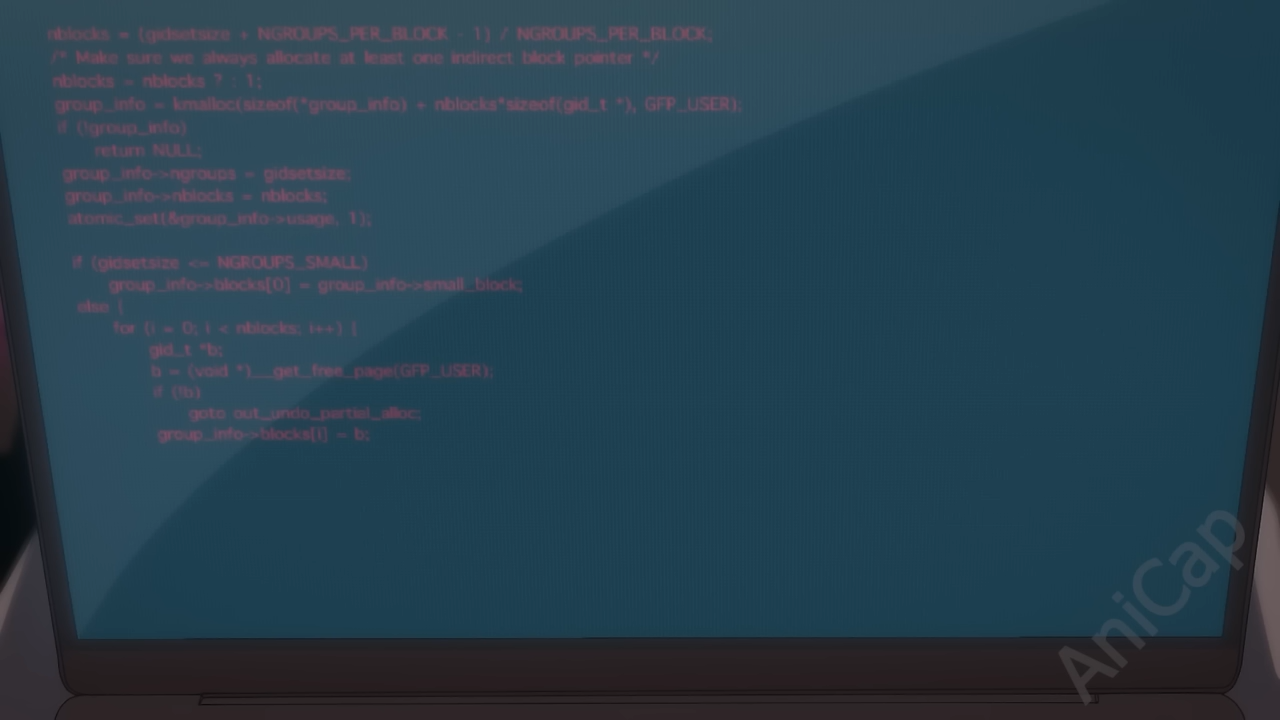 nblocks = (gidsetsize + NGROUPS_PER_BLOCK - 1) / NGROUPS_PER_BLOCK;
/* Make sure we always allocate at least one indirect block pointer */
nblocks = nblocks ? : 1;
group_info = kmalloc(sizeof(*group_info) + nblocks*sizeof(gid_t *), GFP_USER);
if (!group_info)
return NULL;
group_info->ngroups = gidsetsize;
group_info->nblocks = nblocks;
atomic_set(&group_info->usage, 1);
if (gidsetsize <= NGROUPS_SMALL)
group_info->blocks[0] = group_info->small_block;
else {
for (i = 0; i < nblocks; i++) {
gid_t *b;
b = (void *)__get_free_page(GFP_USER);
if (!b)
goto out_undo_partial_alloc;
group_info->blocks[i] = b;
AniCap